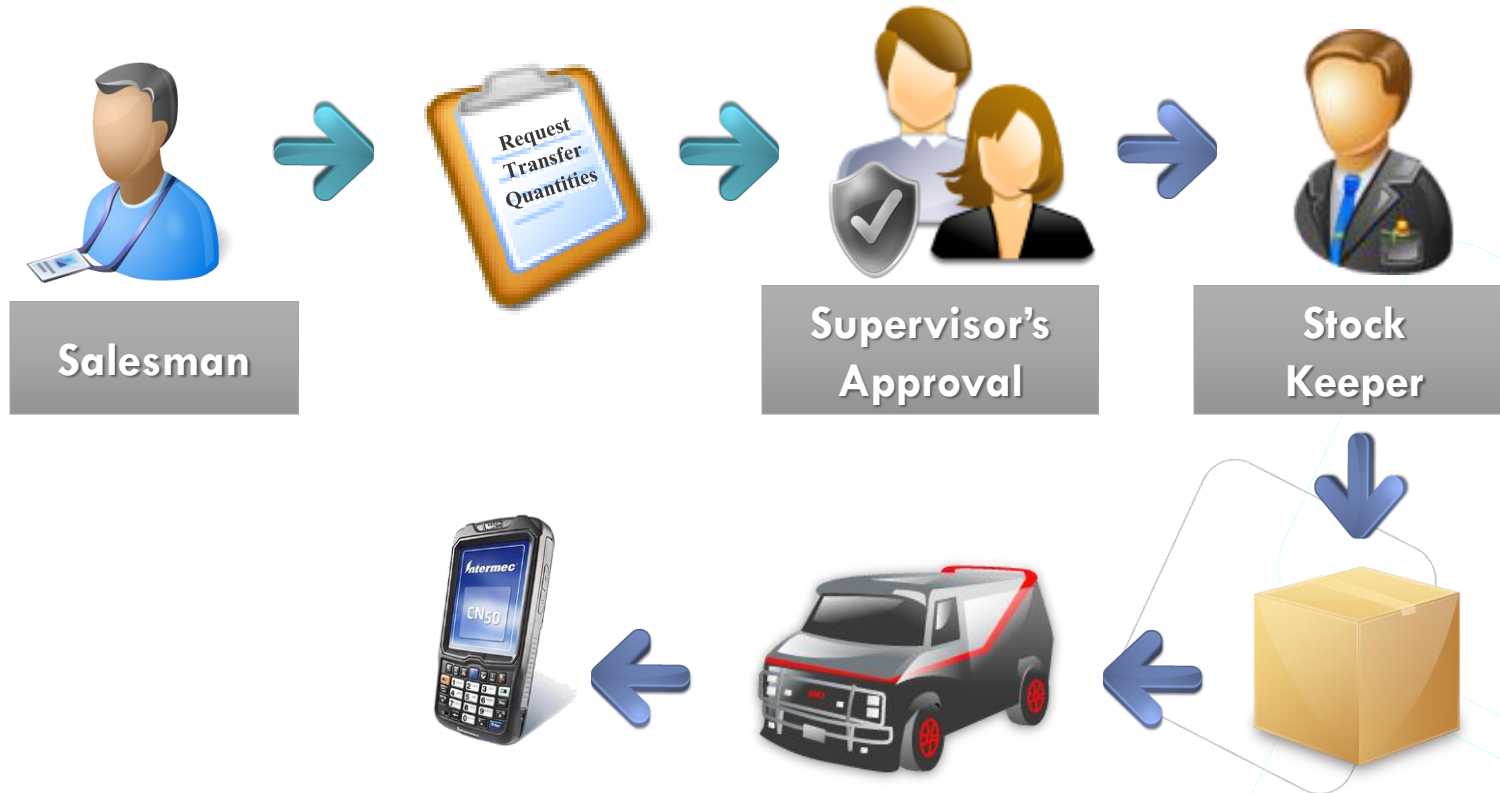 Request
Transfer
Quantities
Salesman
Supervisor's
Approval
Stock
Keeper
Intermec
CN50